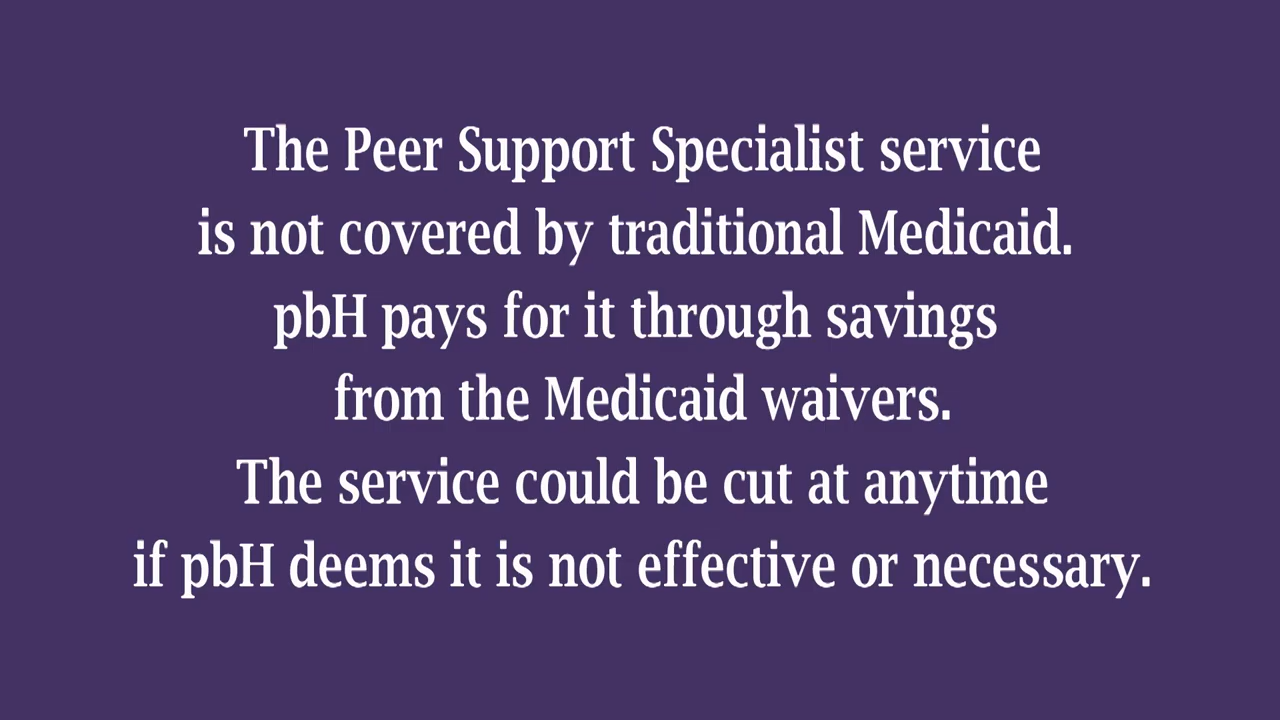 The Peer Support Specialist service
is not covered by traditional Medicaid.
pbH pays for it through savings
from the Medicaid waivers.
The service could be cut at anytime
if pbH deems it is not effective or necessary.